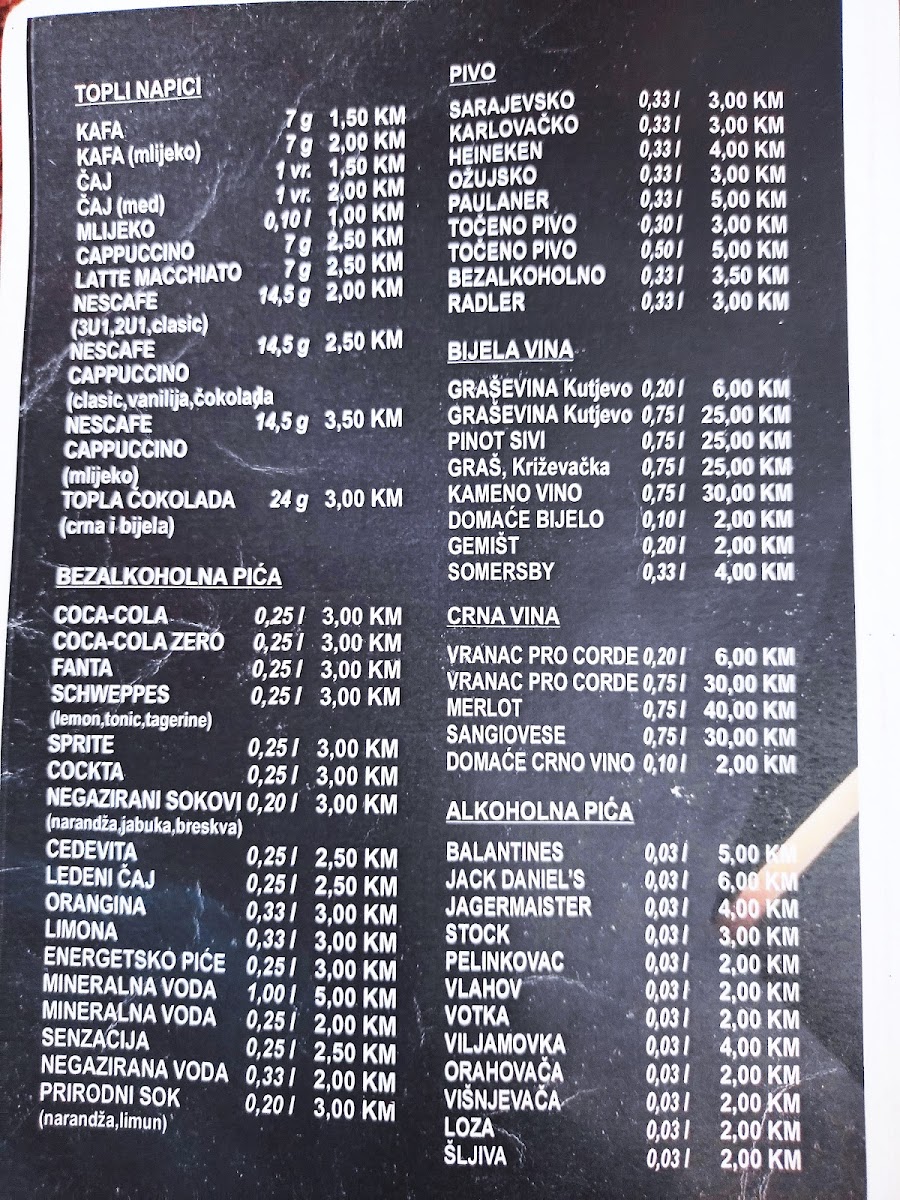 TOPLI NAPICI
KAFA 7 g 1,50 KM
KAFA (mlijeko) 7 g 2,00 KM
ČAJ 1 vr. 1,50 KM
ČAJ (med) 1 vr. 2,00 KM
MLIJEKO 0,10 l 1,00 KM
CAPPUCCINO 7 g 2,50 KM
LATTE MACCHIATO 7 g 2,50 KM
NESCAFE 14,5 g 2,00 KM
(3U1,2U1,clasic)
NESCAFE 14,5 g 2,50 KM
CAPPUCCINO
(clasic,vanilija,čokolada
NESCAFE 14,5 g 3,50 KM
CAPPUCCINO
(mlijeko)
TOPLA ČOKOLADA 24 g 3,00 KM
(crna i bijela)
BEZALKOHOLNA PIĆA
COCA-COLA 0,25 l 3,00 KM
COCA-COLA ZERO 0,25 l 3,00 KM
FANTA 0,25 l 3,00 KM
SCHWEPPES 0,25 l 3,00 KM
(lemon,tonic,tagerine)
SPRITE 0,25 l 3,00 KM
COCKTA 0,25 l 3,00 KM
NEGAZIRANI SOKOVI 0,20 l 3,00 KM
(narandža,jabuka,breskva)
CEDEVITA 0,25 l 2,50 KM
LEDENI ČAJ 0,25 l 2,50 KM
ORANGINA 0,33 l 3,00 KM
LIMONA 0,33 l 3,00 KM
ENERGETSKO PIĆE 0,25 l 3,00 KM
MINERALNA VODA 1,00 l 5,00 KM
MINERALNA VODA 0,25 l 2,00 KM
SENZACIJA 0,25 l 2,50 KM
NEGAZIRANA VODA 0,33 l 2,00 KM
PRIRODNI SOK 0,20 l 3,00 KM
(narandža,limun)
PIVO
SARAJEVSKO 0,33 l 3,00 KM
KARLOVAČKO 0,33 l 3,00 KM
HEINEKEN 0,33 l 4,00 KM
OŽUJSKO 0,33 l 3,00 KM
PAULANER 0,33 l 5,00 KM
TOČENO PIVO 0,30 l 3,00 KM
TOČENO PIVO 0,50 l 5,00 KM
BEZALKOHOLNO 0,33 l 3,50 KM
RADLER 0,33 l 3,00 KM
BIJELA VINA
GRAŠEVINA Kutjevo 0,20 l 6,00 KM
GRAŠEVINA Kutjevo 0,75 l 25,00 KM
PINOT SIVI 0,75 l 25,00 KM
GRAŠ, Križevačka 0,75 l 25,00 KM
KAMENO VINO 0,75 l 30,00 KM
DOMAĆE BIJELO 0,10 l 2,00 KM
GEMIŠT 0,20 l 2,00 KM
SOMERSBY 0,33 l 4,00 KM
CRNA VINA
VRANAC PRO CORDE 0,20 l 6,00 KM
VRANAC PRO CORDE 0,75 l 30,00 KM
MERLOT 0,75 l 40,00 KM
SANGIOVESE 0,75 l 30,00 KM
DOMAĆE CRNO VINO 0,10 l 2,00 KM
ALKOHOLNA PIĆA
BALANTINES 0,03 l 5,00 KM
JACK DANIEL'S 0,03 l 6,00 KM
JAGERMAISTER 0,03 l 4,00 KM
STOCK 0,03 l 3,00 KM
PELINKOVAC 0,03 l 2,00 KM
VLAHOV 0,03 l 2,00 KM
VOTKA 0,03 l 2,00 KM
VILJAMOVKA 0,03 l 4,00 KM
ORAHOVAČA 0,03 l 2,00 KM
VIŠNJEVAČA 0,03 l 2,00 KM
LOZA 0,03 l 2,00 KM
ŠLJIVA 0,03 l 2,00 KM